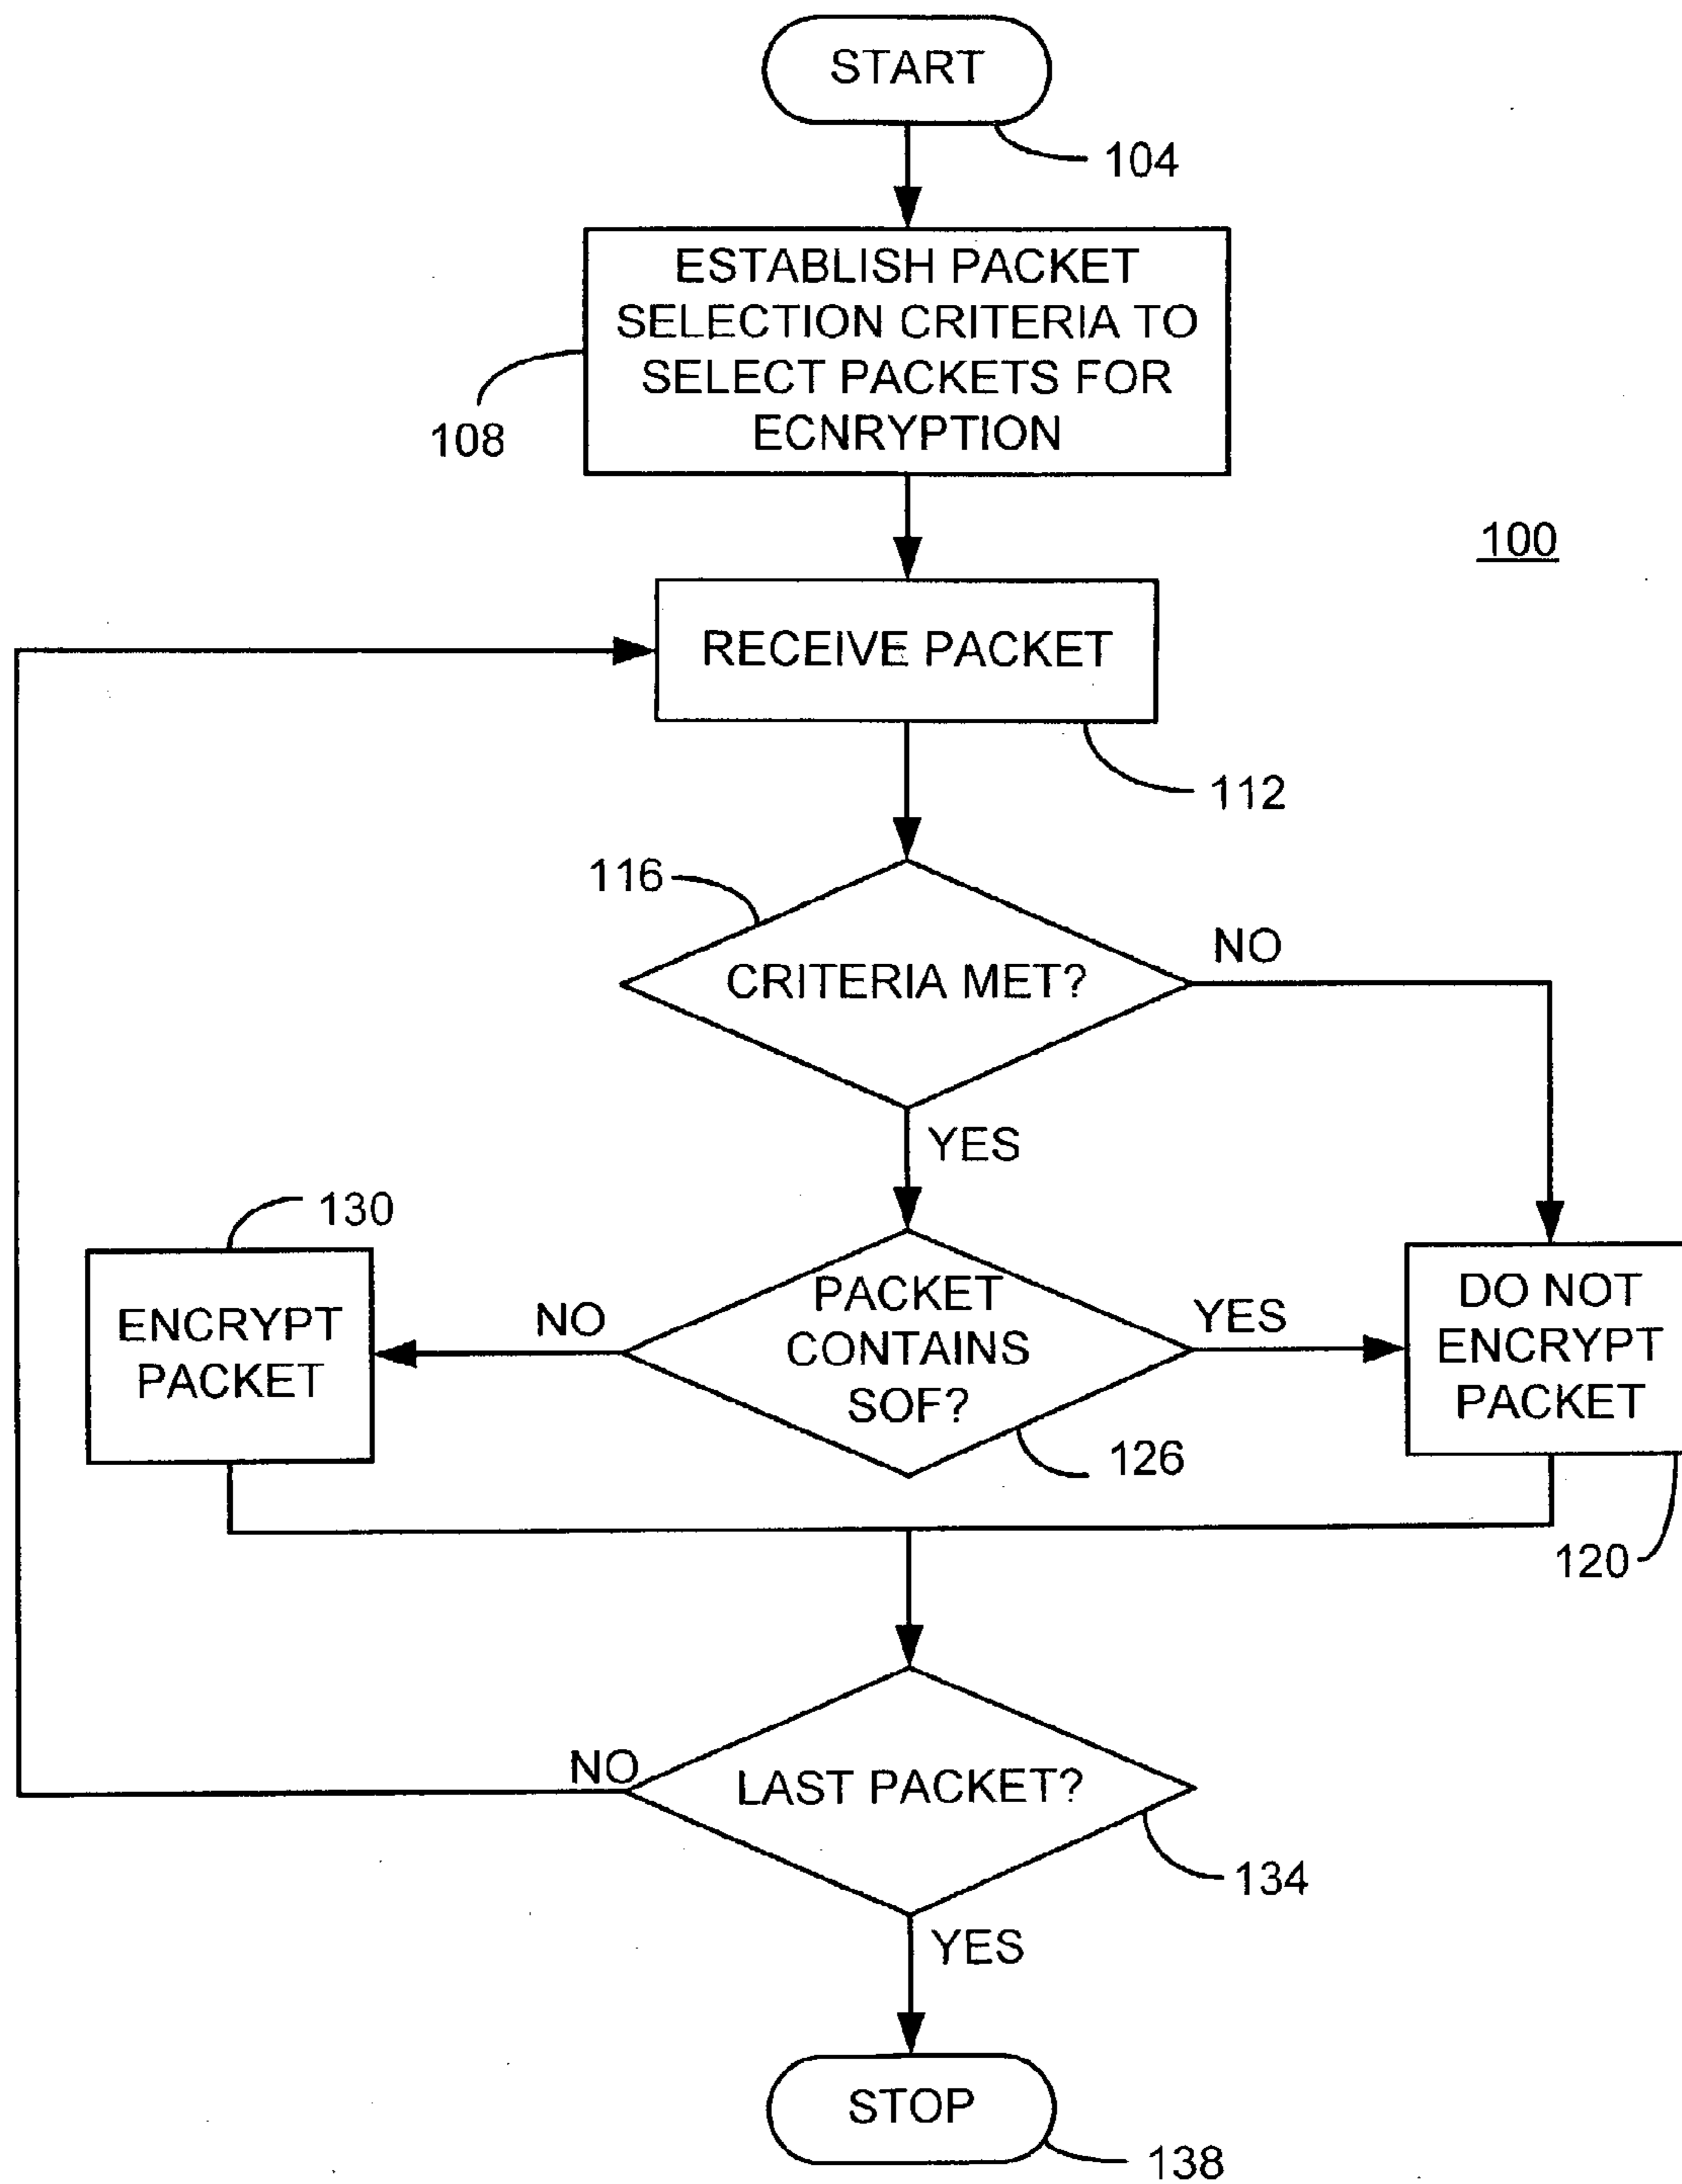 START
104
ESTABLISH PACKET
SELECTION CRITERIA TO
SELECT PACKETS FOR
ECNRYPTION
108
100
RECEIVE PACKET
112
116
CRITERIA MET?
NO
YES
130
ENCRYPT
PACKET
NO
PACKET
CONTAINS
SOF?
YES
DO NOT
ENCRYPT
PACKET
126
120
NO
LAST PACKET?
134
YES
STOP
138